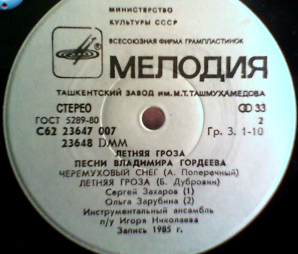 МИНИСТЕРСТВО
КУЛЬТУРЫ СССР
ВСЕСОЮЗНАЯ ФИРМА ГРАМПЛАСТИНОК
МЕЛОДИЯ
ТАШКЕНТСКИЙ ЗАВОД ИМ. М.Т. ТАШМУХАМЕДОВА
СТЕРЕО 33
ГОСТ 5289-80 2
С62 23647 007 Гр. 3. 1-10
23648 DMM
ЛЕТНЯЯ ГРОЗА
ПЕСНИ ВЛАДИМИРА ГОРДЕЕВА
ЧЕРЕМУХОВЫЙ СНЕГ (А. Поперечный)
ЛЕТНЯЯ ГРОЗА (Б. Дубровин)
Сергей Захаров (1)
Ольга Зарубина (2)
Инструментальный ансамбль
п/у Игоря Николаева
Запись 1985 г.